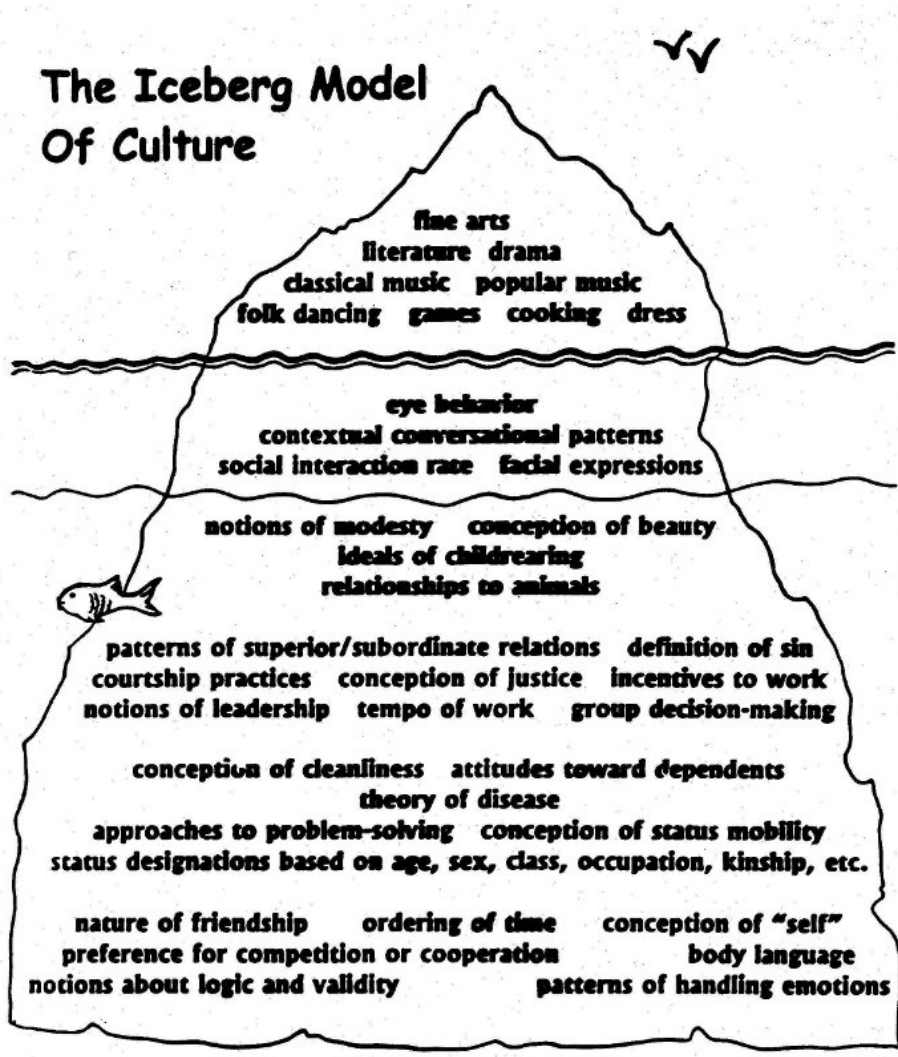 The Iceberg Model
Of Culture
fine arts
literature drama
classical music popular music
folk dancing games cooking dress
eye behavior
contextual conversational patterns
social interaction rate facial expressions
notions of modesty conception of beauty
ideals of childrearing
relationships to animals
patterns of superior/subordinate relations definition of sin
courtship practices conception of justice incentives to work
notions of leadership tempo of work group decision-making
conception of cleanliness attitudes toward dependents
theory of disease
approaches to problem-solving conception of status mobility
status designations based on age, sex, class, occupation, kinship, etc.
nature of friendship ordering of time conception of "self"
preference for competition or cooperation body language
notions about logic and validity patterns of handling emotions